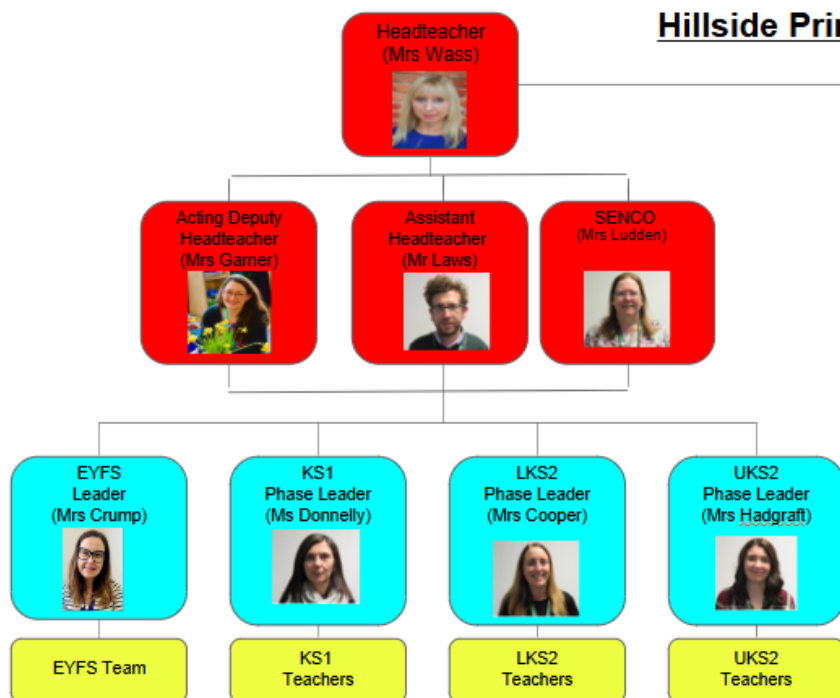 Hillside Pri
Headteacher
(Mrs Wass)
Acting Deputy
Headteacher
(Mrs Garner)
Assistant
Headteacher
(Mr Laws)
SENCO
(Mrs Ludden)
EYFS
Leader
(Mrs Crump)
KS1
Phase Leader
(Ms Donnelly)
LKS2
Phase Leader
(Mrs Cooper)
UKS2
Phase Leader
(Mrs Hadgraft)
EYFS Team
KS1
Teachers
LKS2
Teachers
UKS2
Teachers